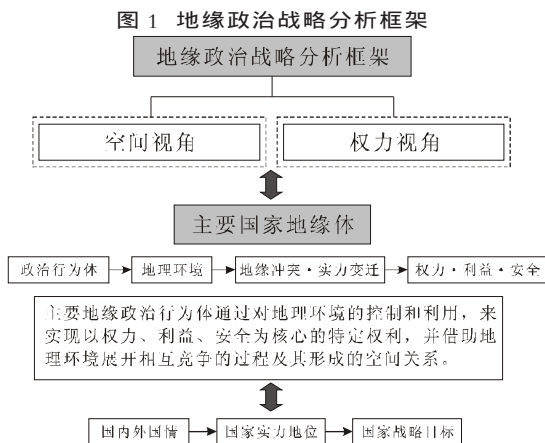 图 1 地缘政治战略分析框架
地缘政治战略分析框架
空间视角 权力视角
主要国家地缘体
政治行为体 地理环境 地缘冲突·实力变迁 权力·利益·安全
主要地缘政治行为体通过对地理环境的控制和利用，来
实现以权力、利益、安全为核心的特定权利，并借助地
理环境展开相互竞争的过程及其形成的空间关系。
国内外国情 国家实力地位 国家战略目标